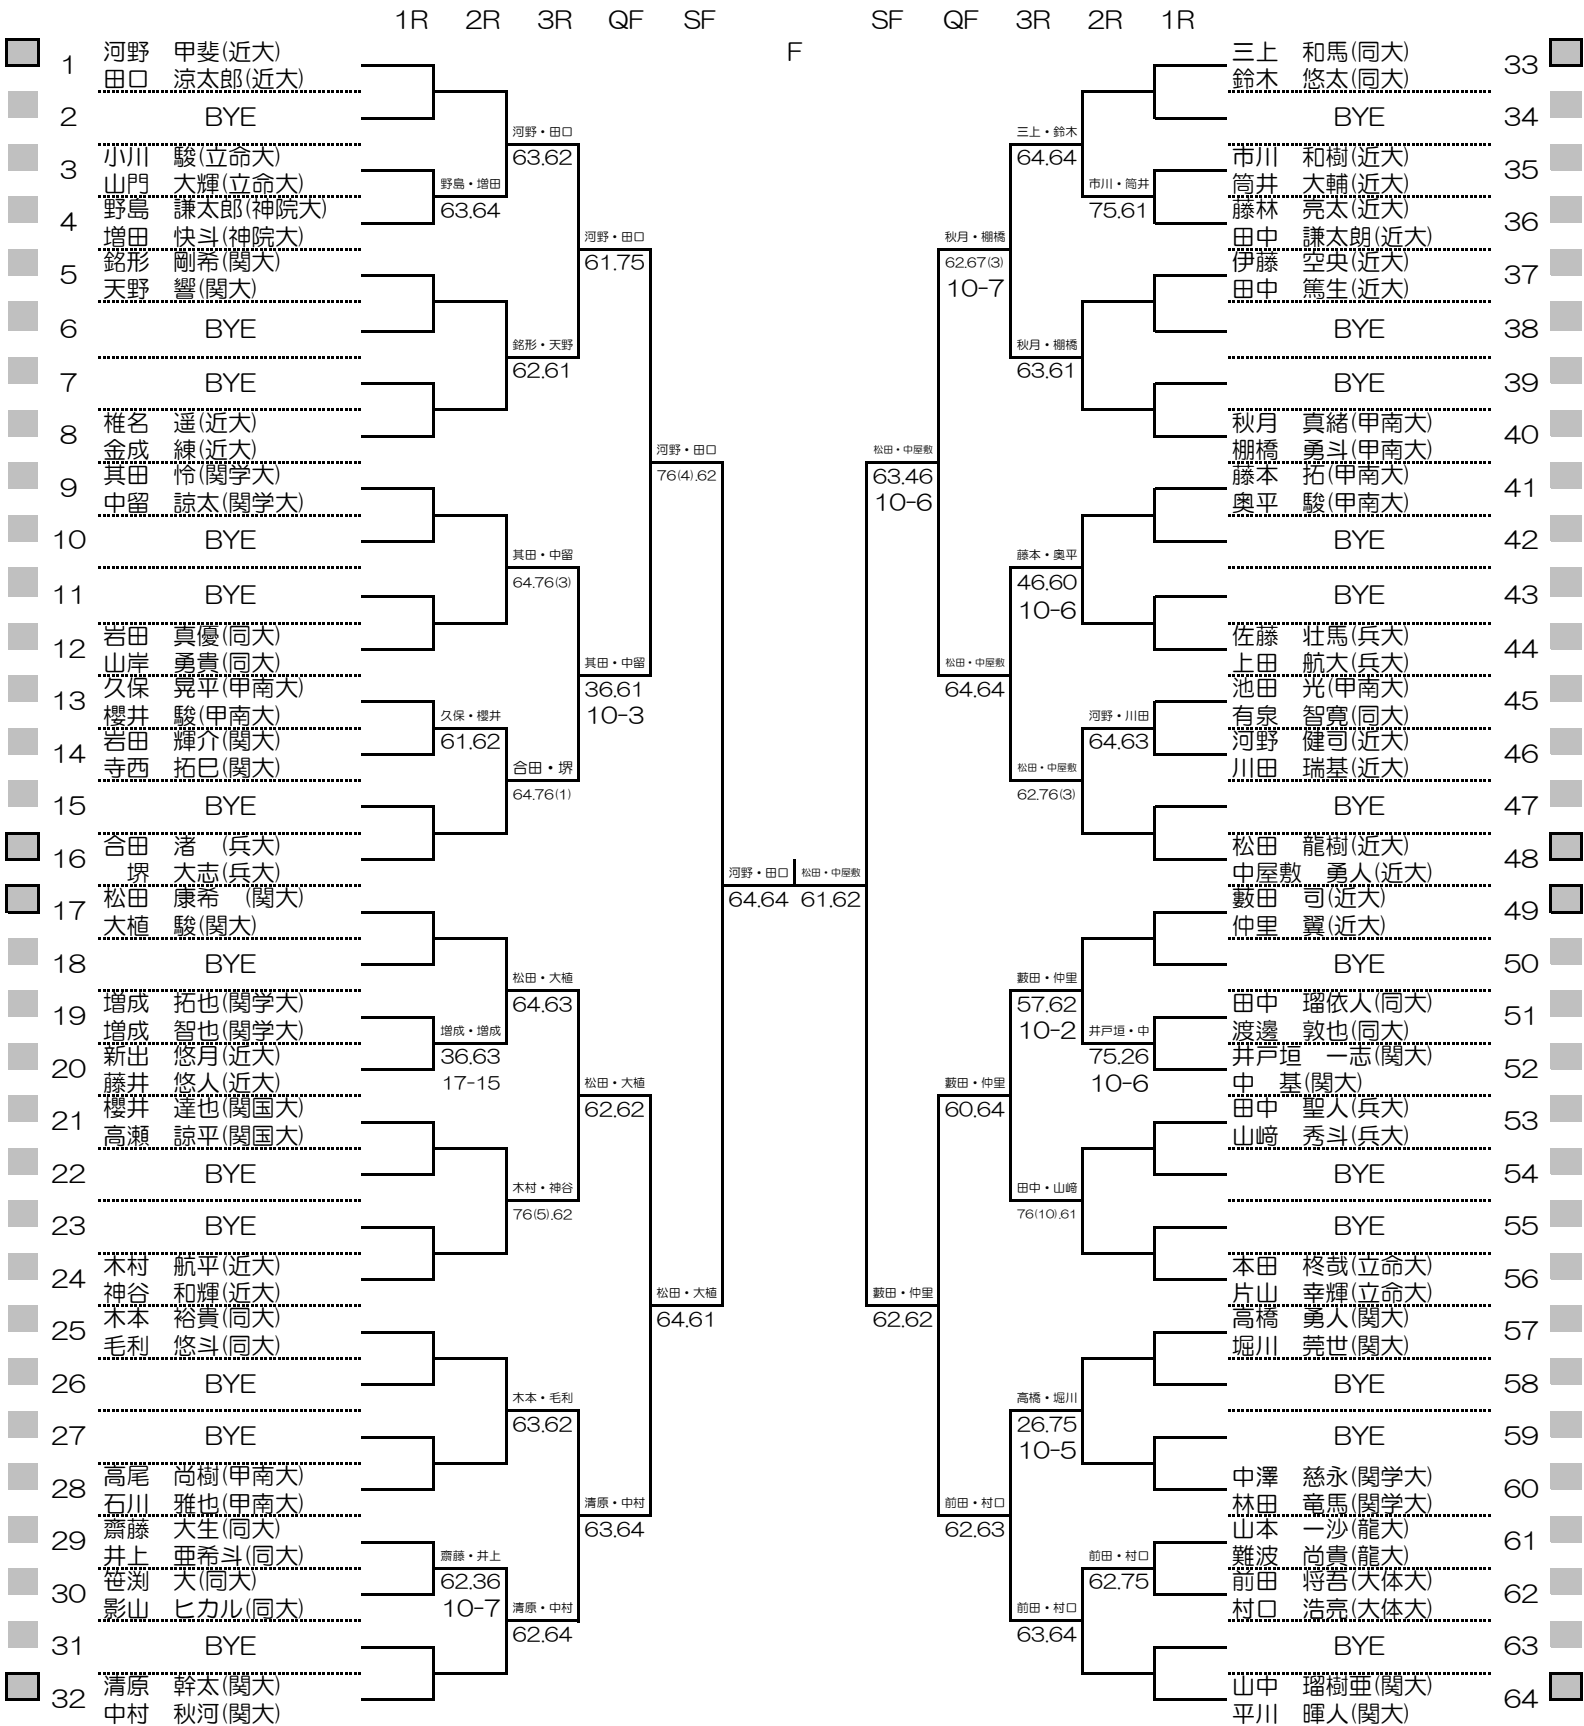 1R 2R 3R QF SF F SF QF 3R 2R 1R
1 河野 甲斐(近大)
田口 涼太郎(近大)
2 BYE
3 小川 駿(立命大)
山門 大輝(立命大)
4 野島 謙太郎(神院大)
増田 快斗(神院大)
5 銘形 剛希(関大)
天野 響(関大)
6 BYE
7 BYE
8 椎名 遥(近大)
金成 練(近大)
9 其田 怜(関学大)
中留 諒太(関学大)
10 BYE
11 BYE
12 岩田 真優(同大)
山岸 勇貴(同大)
13 久保 晃平(甲南大)
櫻井 駿(甲南大)
14 岩田 輝介(関大)
寺西 拓巳(関大)
15 BYE
16 合田 渚 (兵大)
堺 大志(兵大)
17 松田 康希 (関大)
大植 駿(関大)
18 BYE
19 増成 拓也(関学大)
増成 智也(関学大)
20 新出 悠月(近大)
藤井 悠人(近大)
21 櫻井 達也(関国大)
高瀬 諒平(関国大)
22 BYE
23 BYE
24 木村 航平(近大)
神谷 和輝(近大)
25 木本 裕貴(同大)
毛利 悠斗(同大)
26 BYE
27 BYE
28 高尾 尚樹(甲南大)
石川 雅也(甲南大)
29 齋藤 大生(同大)
井上 亜希斗(同大)
30 笹渕 大(同大)
影山 ヒカル(同大)
31 BYE
32 清原 幹太(関大)
中村 秋河(関大)
野島・増田
63.64
久保・櫻井
61.62
増成・増成
36.63
17-15
齋藤・井上
62.36
10-7
河野・田口
63.62
銘形・天野
62.61
其田・中留
64.76(3)
合田・堺
64.76(1)
松田・大植
64.63
木村・神谷
76(5).62
木本・毛利
63.62
清原・中村
62.64
河野・田口
61.75
其田・中留
36.61
10-3
松田・大植
62.62
清原・中村
63.64
河野・田口
76(4).62
松田・大植
64.61
河野・田口
64.64
松田・中屋敷
61.62
松田・中屋敷
63.46
10-6
藪田・仲里
62.62
秋月・棚橋
62.67(3)
10-7
松田・中屋敷
64.64
藪田・仲里
60.64
前田・村口
62.63
三上・鈴木
64.64
秋月・棚橋
63.61
藤本・奥平
46.60
10-6
松田・中屋敷
62.76(3)
藪田・仲里
57.62
10-2
田中・山﨑
76(10).61
高橋・堀川
26.75
10-5
前田・村口
63.64
市川・筒井
75.61
河野・川田
64.63
井戸垣・中
75.26
10-6
前田・村口
62.75
三上 和馬(同大) 33
鈴木 悠太(同大)
BYE 34
市川 和樹(近大) 35
筒井 大輔(近大)
藤林 亮太(近大) 36
田中 謙太朗(近大)
伊藤 空央(近大) 37
田中 篤生(近大)
BYE 38
BYE 39
秋月 真緒(甲南大) 40
棚橋 勇斗(甲南大)
藤本 拓(甲南大) 41
奥平 駿(甲南大)
BYE 42
BYE 43
佐藤 壮馬(兵大) 44
上田 航大(兵大)
池田 光(甲南大) 45
有泉 智寛(同大)
河野 健司(近大) 46
川田 瑞基(近大)
BYE 47
松田 龍樹(近大) 48
中屋敷 勇人(近大)
藪田 司(近大) 49
仲里 翼(近大)
BYE 50
田中 瑠依人(同大) 51
渡邊 敦也(同大)
井戸垣 一志(関大) 52
中 基(関大)
田中 聖人(兵大) 53
山﨑 秀斗(兵大)
BYE 54
BYE 55
本田 柊哉(立命大) 56
片山 幸輝(立命大)
高橋 勇人(関大) 57
堀川 莞世(関大)
BYE 58
BYE 59
中澤 慈永(関学大) 60
林田 竜馬(関学大)
山本 一沙(龍大) 61
難波 尚貴(龍大)
前田 将吾(大体大) 62
村口 浩亮(大体大)
BYE 63
山中 瑠樹亜(関大) 64
平川 暉人(関大)